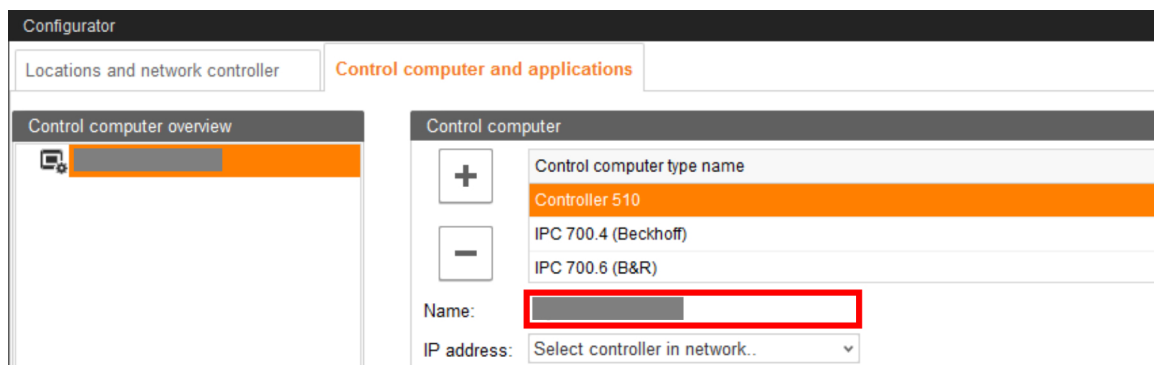 Configurator
Locations and network controller
Control computer and applications
Control computer overview
Control computer
Control computer type name
Controller 510
IPC 700.4 (Beckhoff)
IPC 700.6 (B&R)
Name:
IP address:
Select controller in network..